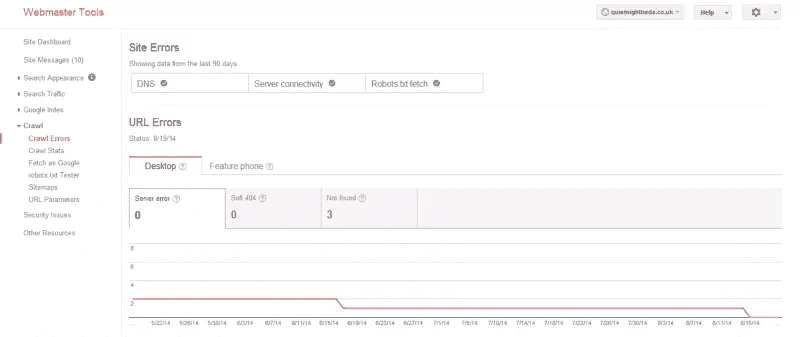 Webmaster Tools
quietnightbeds.co.uk
Help
Site Dashboard
Site Messages (10)
Search Appearance
Search Traffic
Google Index
Crawl
Crawl Errors
Crawl Stats
Fetch as Google
robots.txt Tester
Sitemaps
URL Parameters
Security Issues
Other Resources
Site Errors
Showing data from the last 90 days
DNS Server connectivity Robots.txt fetch
URL Errors
Status: 8/19/14
Desktop ? Feature phone ?
Server error ? Soft 404 ? Not found ?
0 0 3
8
6
4
2
... 5/22/14 5/26/14 5/30/14 6/3/14 6/7/14 6/11/14 6/15/14 6/19/14 6/23/14 6/27/14 7/1/14 7/5/14 7/10/14 7/14/14 7/18/14 7/22/14 7/26/14 7/30/14 8/3/14 8/7/14 8/11/14 8/15/14 ...